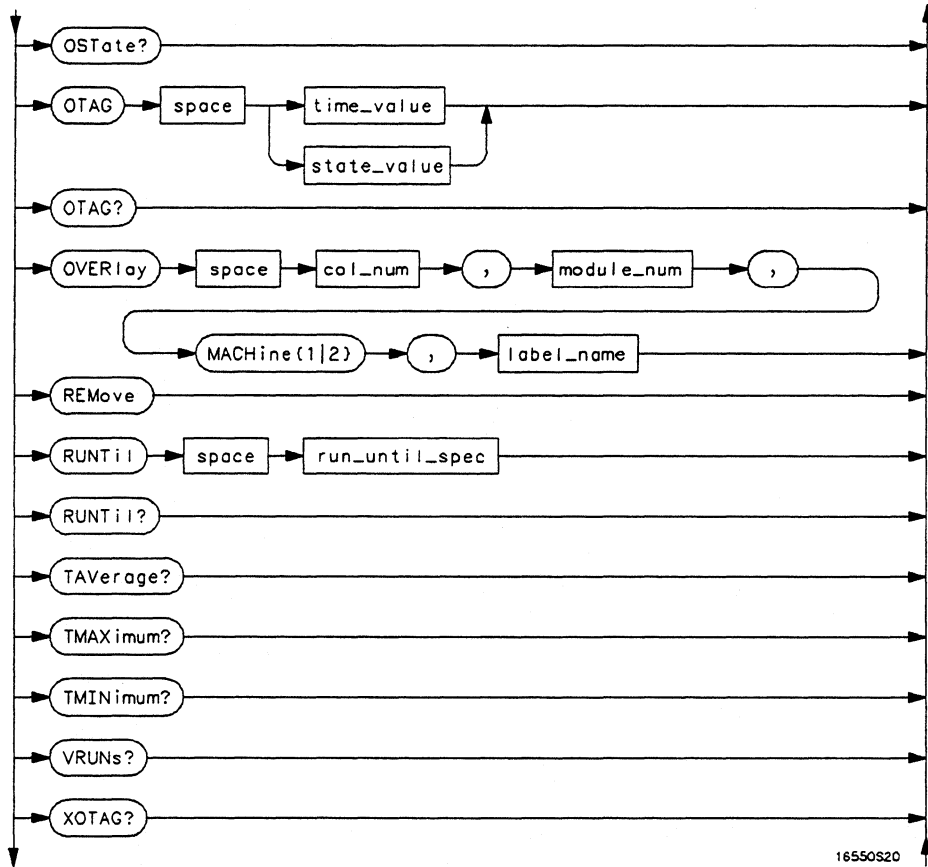 OSTate?
OTAG space time_value
state_value
OTAG?
OVERlay space col_num , module_num ,
MACHine{1|2} , label_name
REMove
RUNTil space run_until_spec
RUNTil?
TAVerage?
TMAXimum?
TMINimum?
VRUNs?
XOTAG?
16550S20